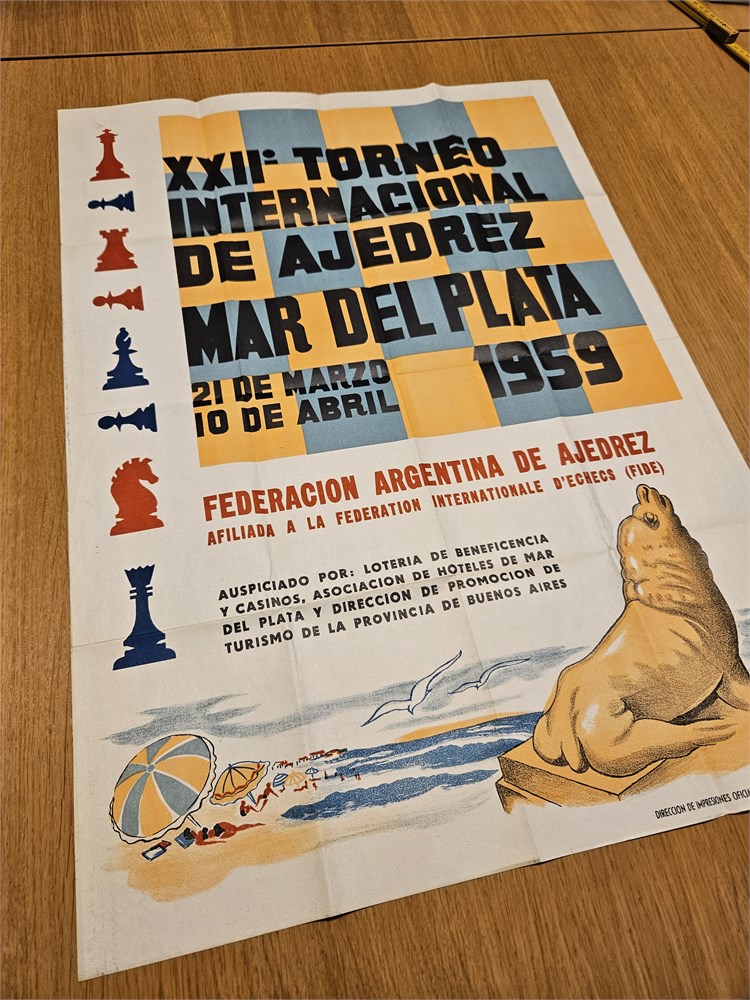 XXIIº TORNEO
INTERNACIONAL
DE AJEDREZ
MAR DEL PLATA
21 DE MARZO
10 DE ABRIL
1959
FEDERACION ARGENTINA DE AJEDREZ
AFILIADA A LA FEDERATION INTERNATIONALE D'ECHECS (FIDE)
AUSPICIADO POR: LOTERIA DE BENEFICENCIA
Y CASINOS, ASOCIACION DE HOTELES DE MAR
DEL PLATA Y DIRECCION DE PROMOCION DE
TURISMO DE LA PROVINCIA DE BUENOS AIRES
DIRECCION DE IMPRESIONES